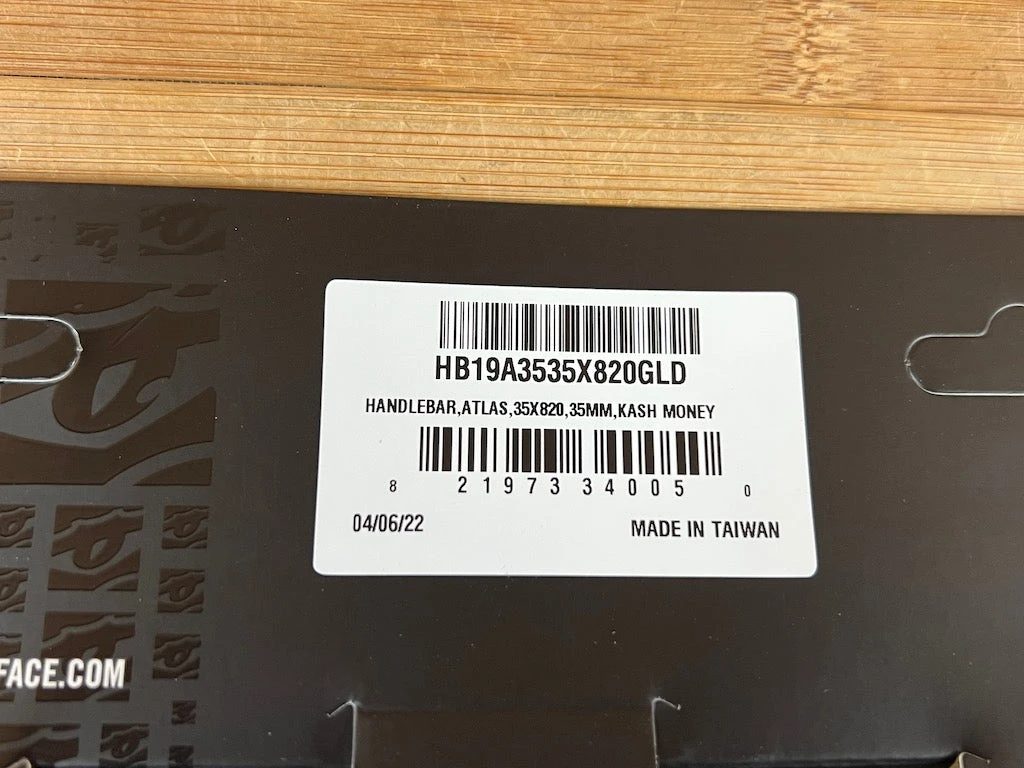 HB19A3535X820GLD
HANDLEBAR,ATLAS,35X820,35MM,KASH MONEY
8 21973 34005 0
04/06/22
MADE IN TAIWAN
FACE.COM